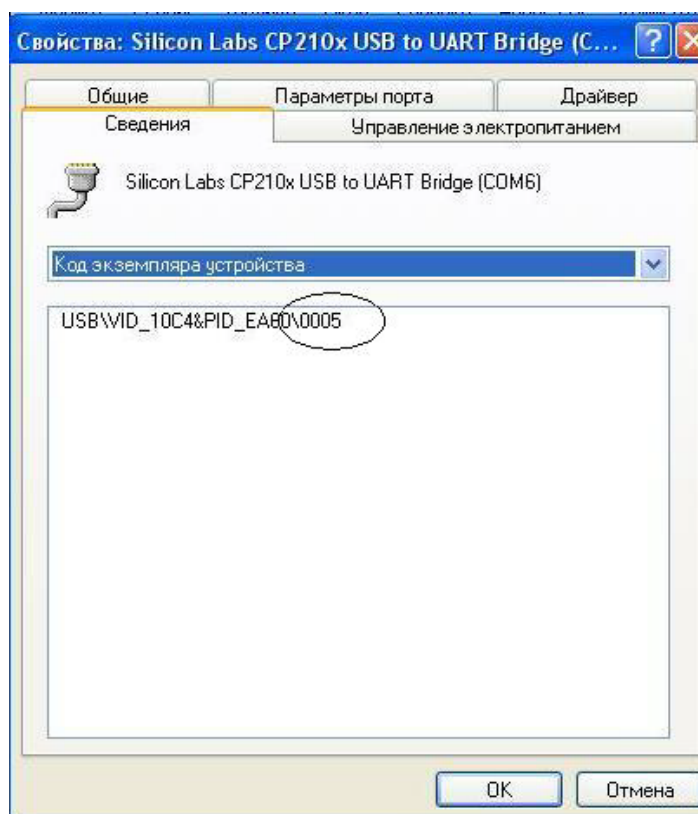 Свойства: Silicon Labs CP210x USB to UART Bridge (C...
Общие
Параметры порта
Драйвер
Сведения
Управление электропитанием
Silicon Labs CP210x USB to UART Bridge (COM6)
Код экземпляра устройства
USB\VID_10C4&PID_EA60\0005
OK
Отмена